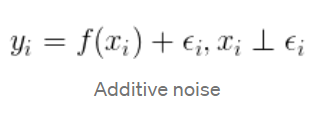 yᵢ = f(xᵢ) + ϵᵢ, xᵢ ⊥ ϵᵢ
Additive noise